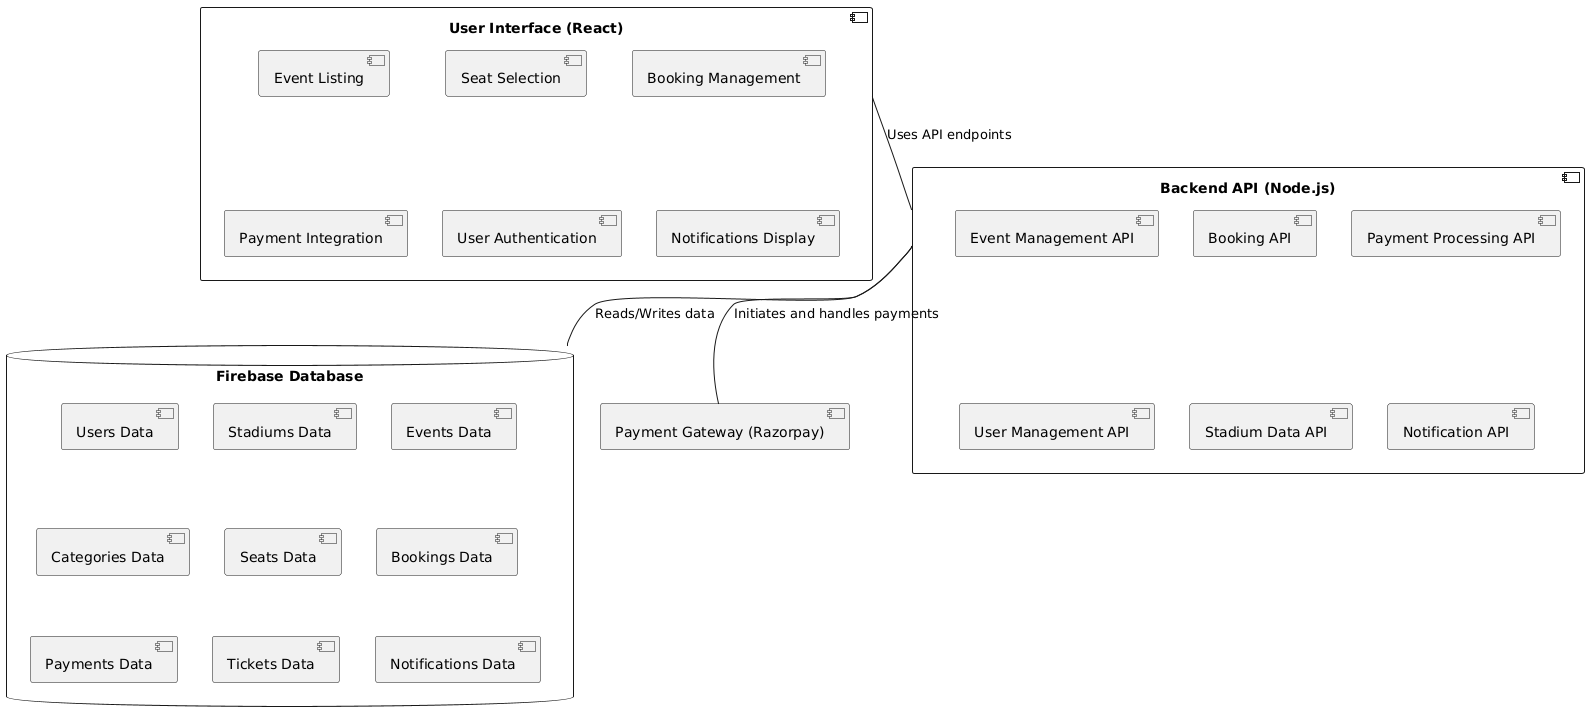 User Interface (React)
Event Listing
Seat Selection
Booking Management
Payment Integration
User Authentication
Notifications Display
Uses API endpoints
Backend API (Node.js)
Event Management API
Booking API
Payment Processing API
User Management API
Stadium Data API
Notification API
Reads/Writes data
Initiates and handles payments
Firebase Database
Users Data
Stadiums Data
Events Data
Categories Data
Seats Data
Bookings Data
Payments Data
Tickets Data
Notifications Data
Payment Gateway (Razorpay)